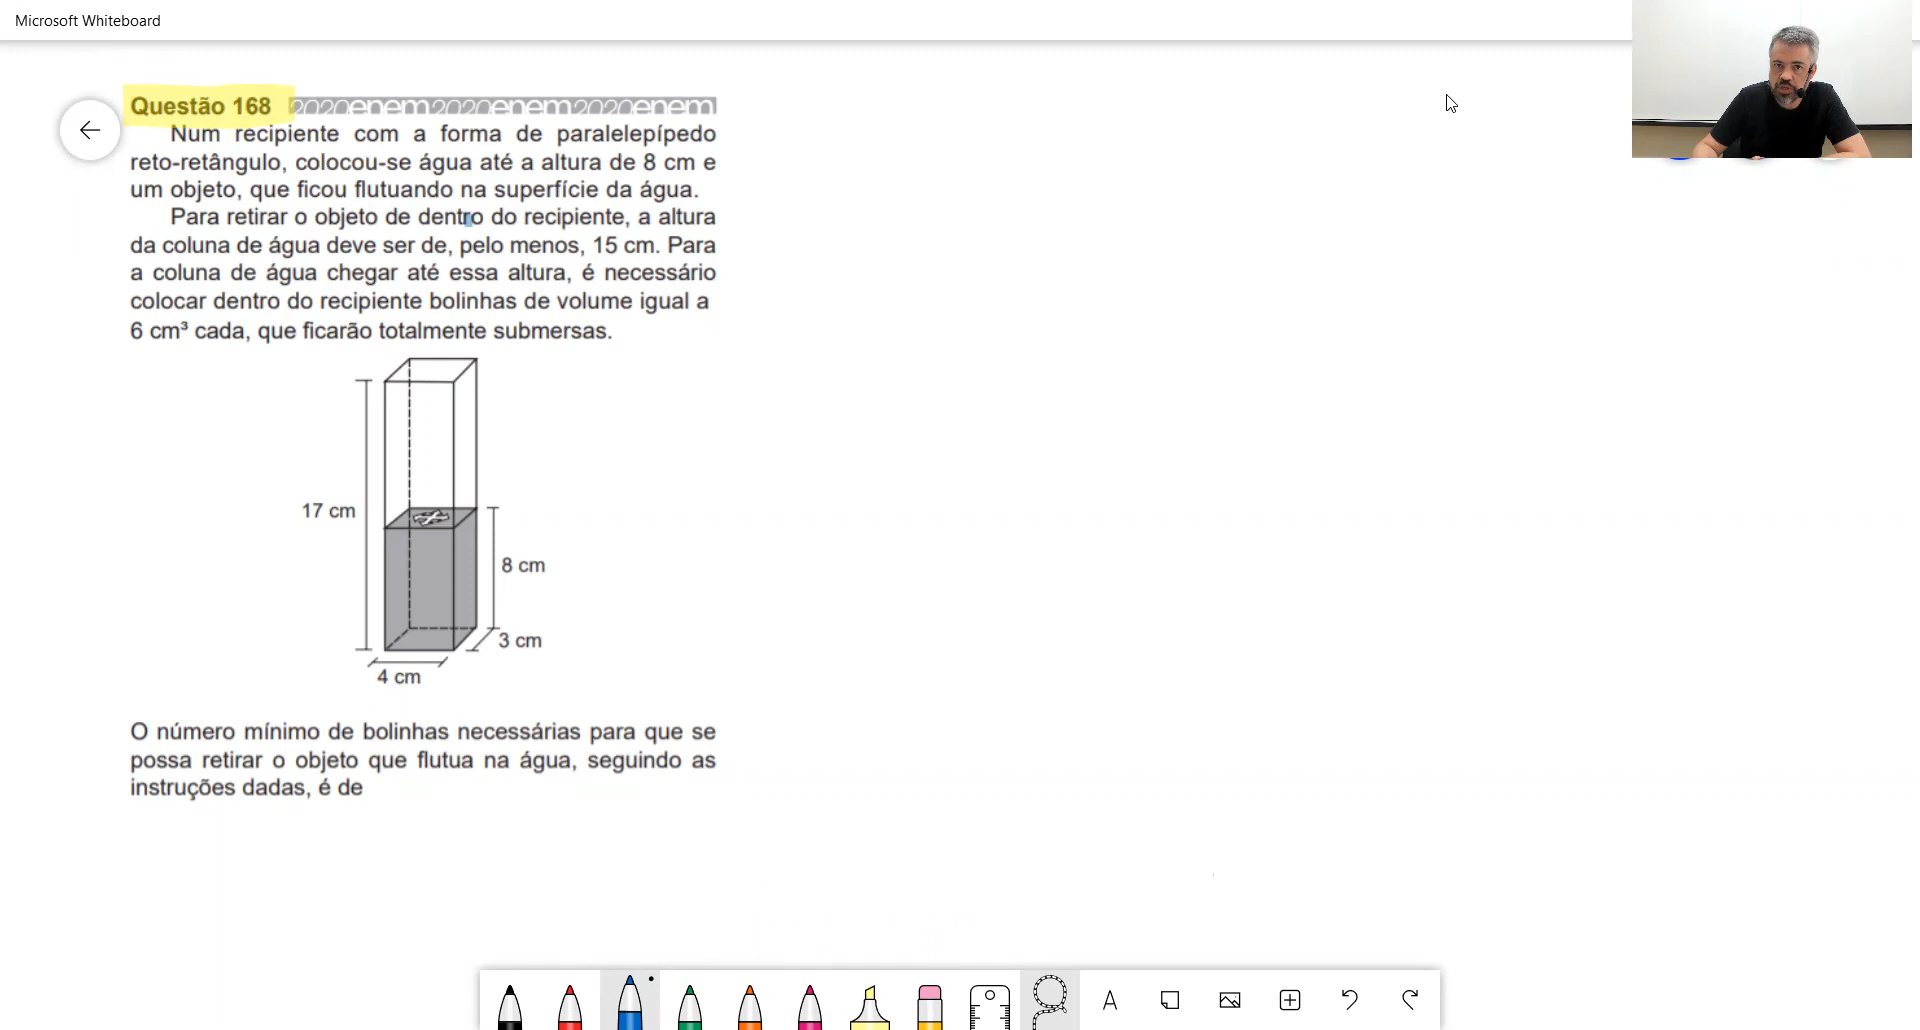 Microsoft Whiteboard
Questão 168 2020enem2020enem2020enem
Num recipiente com a forma de paralelepípedo
reto-retângulo, colocou-se água até a altura de 8 cm e
um objeto, que ficou flutuando na superfície da água.
Para retirar o objeto de dentro do recipiente, a altura
da coluna de água deve ser de, pelo menos, 15 cm. Para
a coluna de água chegar até essa altura, é necessário
colocar dentro do recipiente bolinhas de volume igual a
6 cm³ cada, que ficarão totalmente submersas.
17 cm
8 cm
3 cm
4 cm
O número mínimo de bolinhas necessárias para que se
possa retirar o objeto que flutua na água, seguindo as
instruções dadas, é de